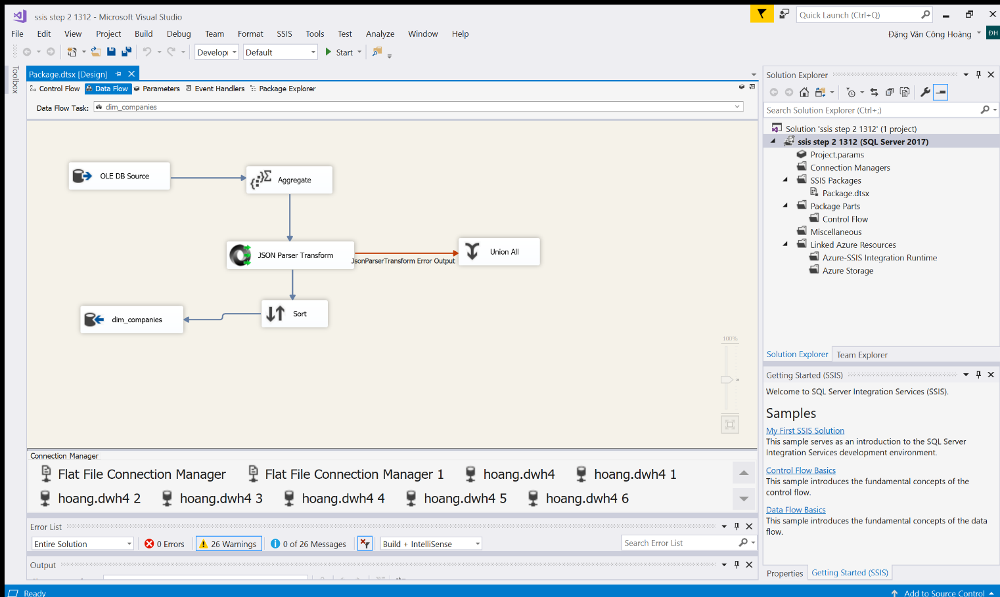 ssis step 2 1312 - Microsoft Visual Studio
Quick Launch (Ctrl+Q)
File Edit View Project Build Debug Team Format SSIS Tools Test Analyze Window Help
Đặng Văn Công Hoàng
ĐH
Develop
Default
Start
Toolbox
Package.dtsx [Design]
Control Flow Data Flow Parameters Event Handlers Package Explorer
Data Flow Task: dim_companies
OLE DB Source
Aggregate
JSON Parser Transform
JsonParserTransform Error Output
Union All
Sort
dim_companies
100%
Connection Manager
Flat File Connection Manager Flat File Connection Manager 1 hoang.dwh4 hoang.dwh4 1
hoang.dwh4 2 hoang.dwh4 3 hoang.dwh4 4 hoang.dwh4 5 hoang.dwh4 6
Error List
Entire Solution 0 Errors 26 Warnings 0 of 26 Messages Build + IntelliSense Search Error List
Output
Ready
Solution Explorer
Search Solution Explorer (Ctrl+;)
Solution 'ssis step 2 1312' (1 project)
ssis step 2 1312 (SQL Server 2017)
Project.params
Connection Managers
SSIS Packages
Package.dtsx
Package Parts
Control Flow
Miscellaneous
Linked Azure Resources
Azure-SSIS Integration Runtime
Azure Storage
Solution Explorer Team Explorer
Getting Started (SSIS)
Welcome to SQL Server Integration Services (SSIS).
Samples
My First SSIS Solution
This sample serves as an introduction to the SQL Server
Integration Services development environment.
Control Flow Basics
This sample introduces the fundamental concepts of the
control flow.
Data Flow Basics
This sample introduces the fundamental concepts of the data
flow.
Properties Getting Started (SSIS)
Add to Source Control